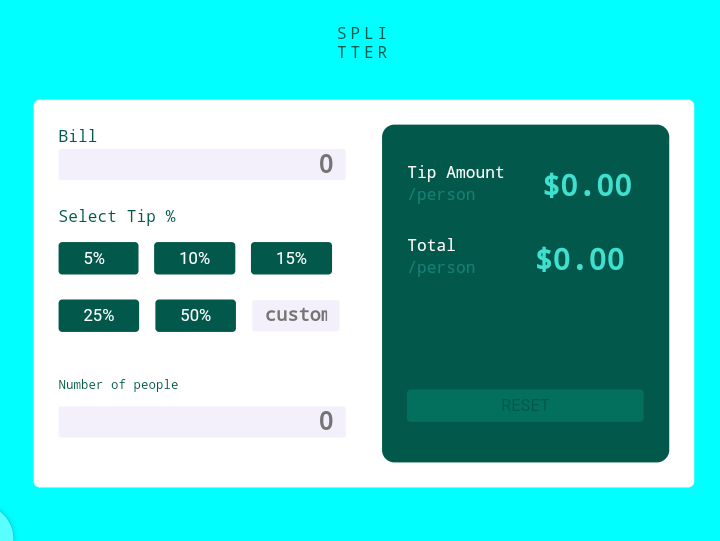 SPLI
TTER
Bill
0
Select Tip %
5% 10% 15%
25% 50% custom
Number of people
0
Tip Amount
/person
$0.00
Total
/person
$0.00
RESET